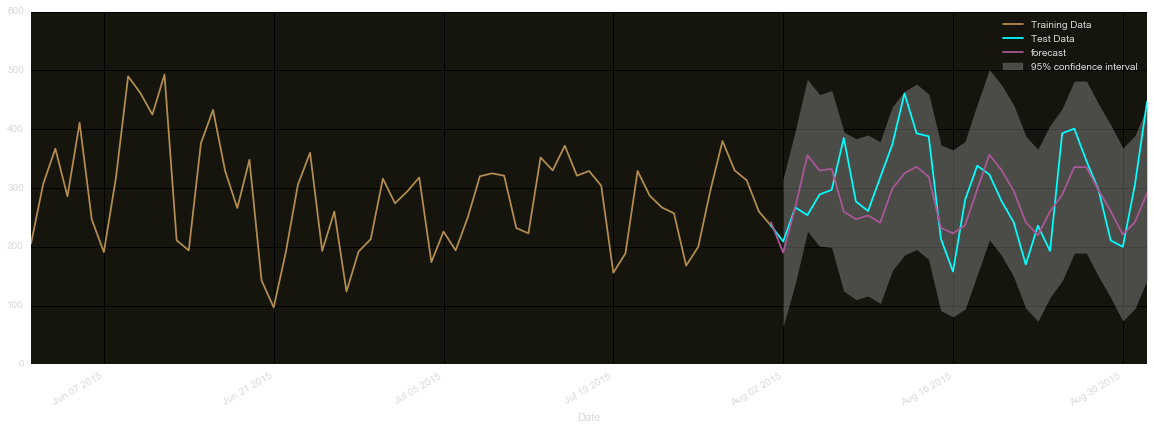 600
500
400
300
200
100
0
Training Data
Test Data
forecast
95% confidence interval
Jun 07 2015
Jun 21 2015
Jul 05 2015
Jul 19 2015
Aug 02 2015
Aug 16 2015
Aug 30 2015
Date